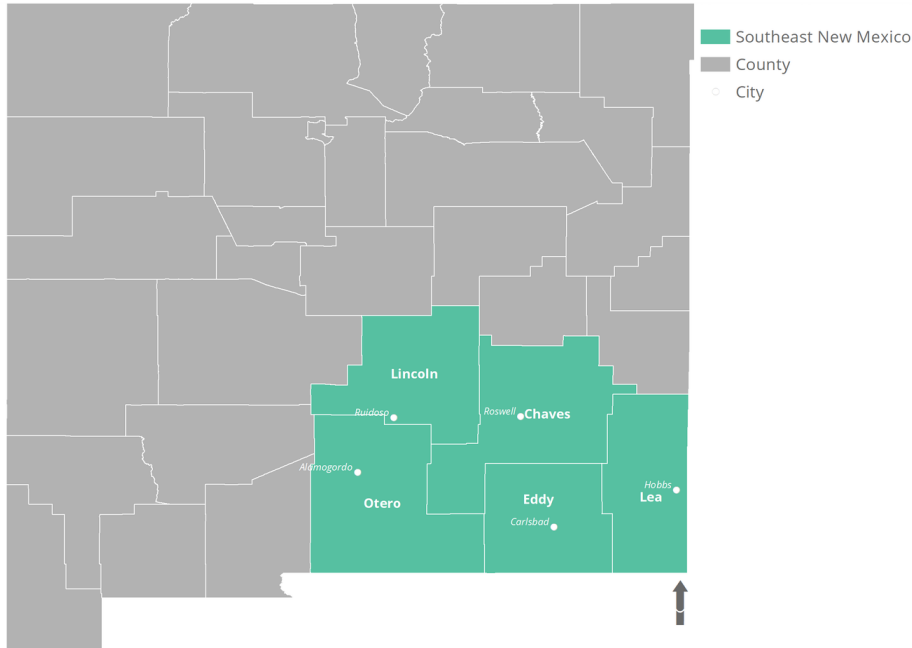 Southeast New Mexico
County
City
Lincoln
Ruidoso
Roswell
Chaves
Alamogordo
Otero
Eddy
Carlsbad
Hobbs
Lea